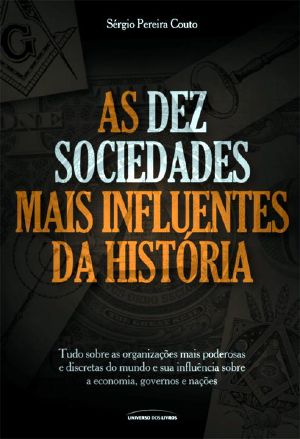 Sérgio Pereira Couto
AS DEZ
SOCIEDADES
MAIS INFLUENTES
DA HISTÓRIA
Tudo sobre as organizações mais poderosas
e discretas do mundo e sua influência sobre
a economia, governos e nações
UNIVERSO DOS LIVROS